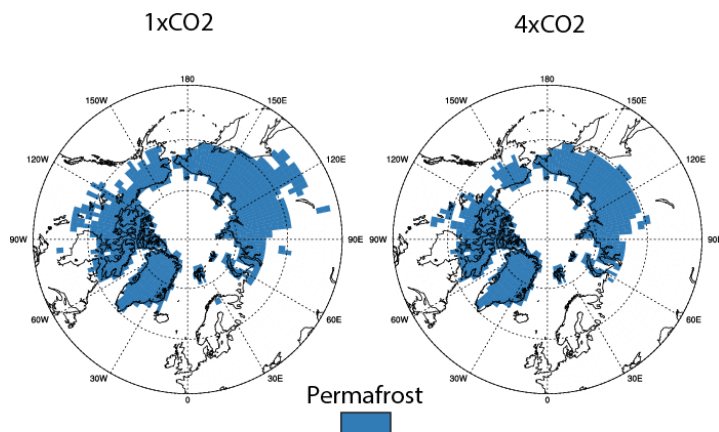 1xCO2 4xCO2
180 180
150W 150E 150W 150E
120W 120E 120W 120E
90W 90E 90W 90E
60W 60E 60W 60E
30W 30E 30W 30E
0 0
Permafrost